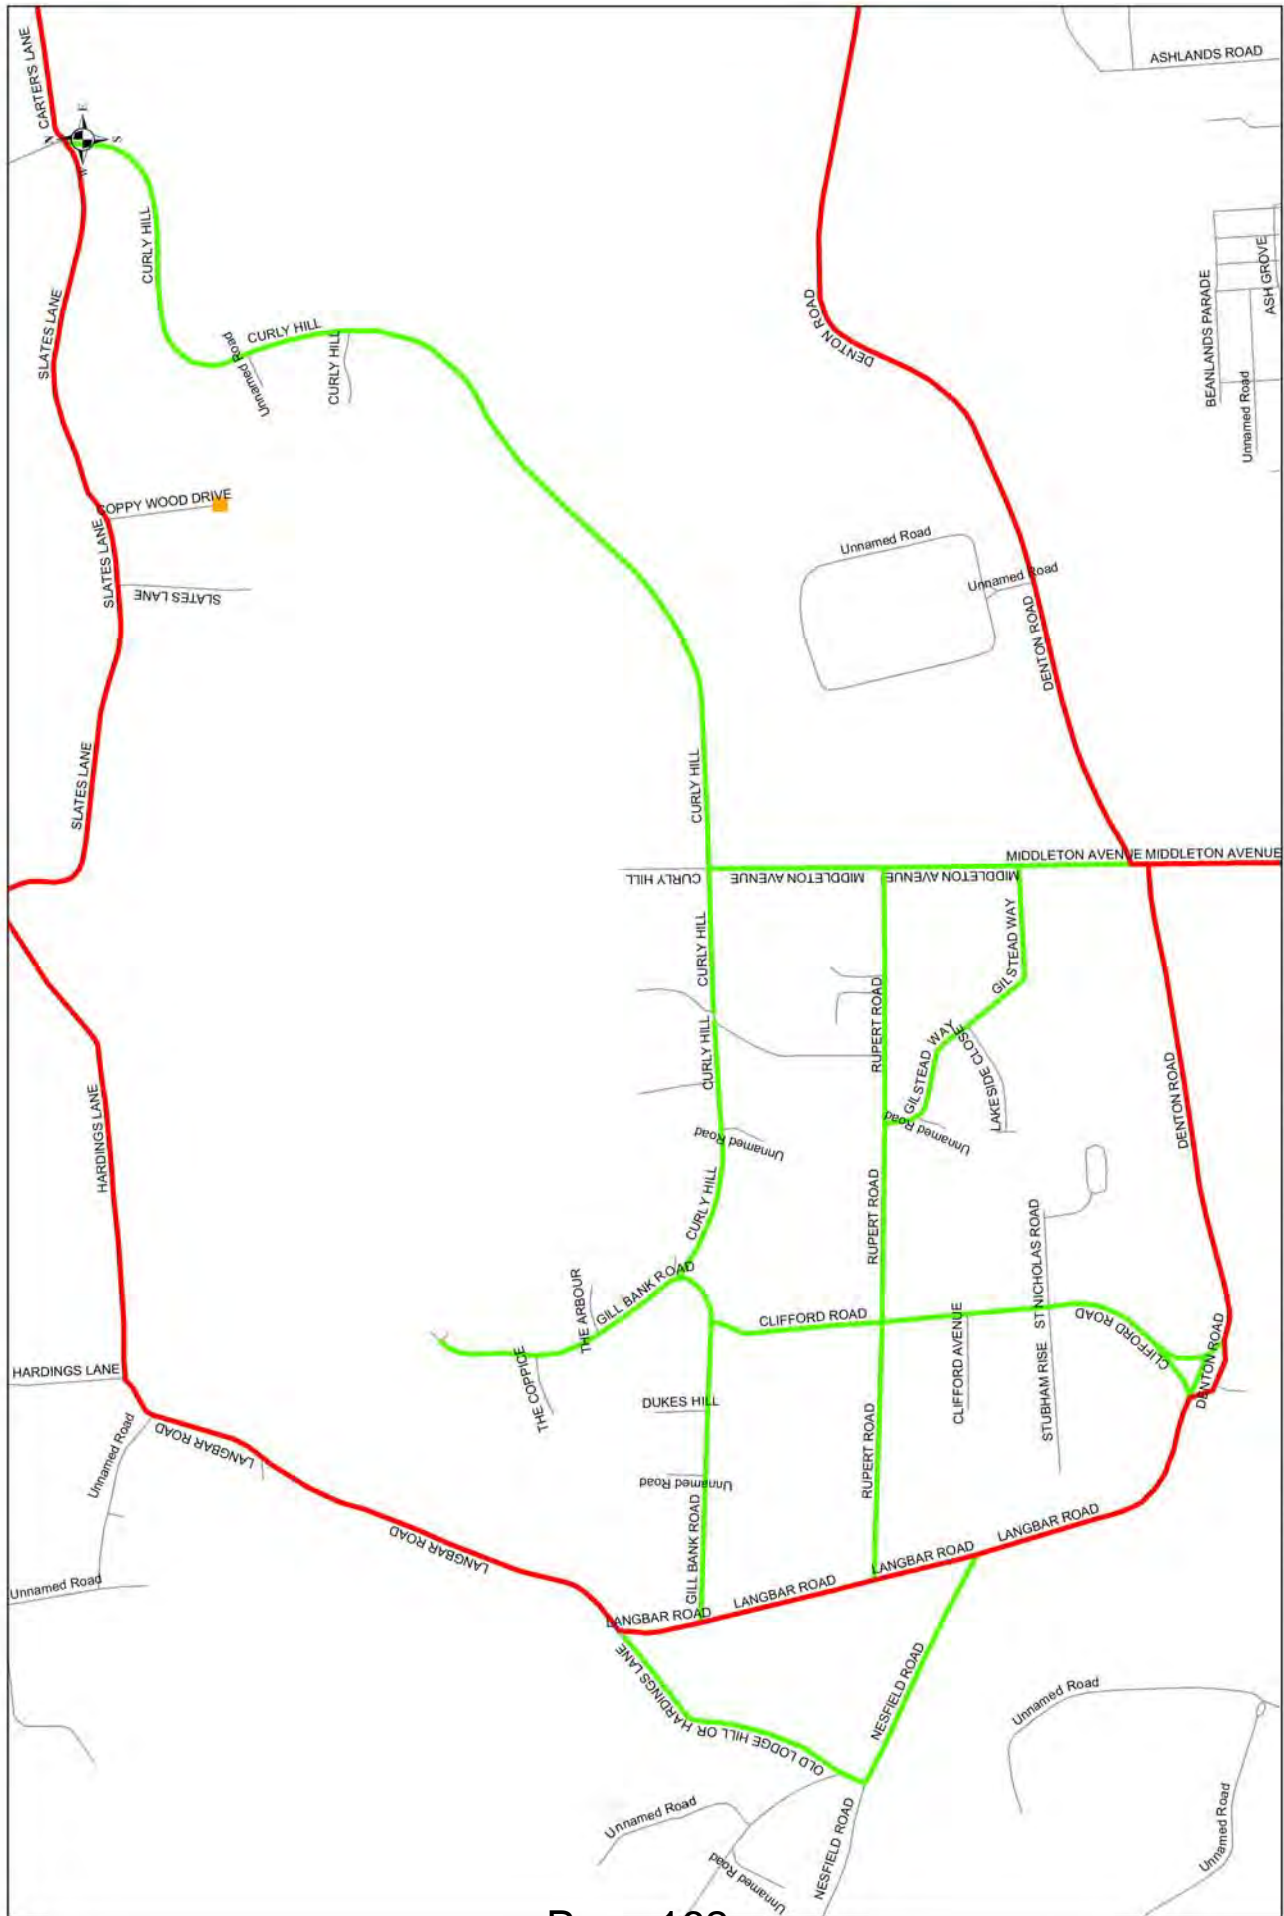 CARTERS LANE
ASHLANDS ROAD
E
N
S
W
CURLY HILL
BEANLANDS PARADE
ASH GROVE
SLATES LANE
DENTON ROAD
DENTON ROAD
Unnamed Road
CURLY HILL
CURLY HILL
Unnamed Road
Unnamed Road
COPPY WOOD DRIVE
SLATES LANE
SLATES LANE
Unnamed Road
Unnamed Road
DENTON ROAD
SLATES LANE
CURLY HILL
MIDDLETON AVENUE
MIDDLETON AVENUE
CURLY HILL
MIDDLETON AVENUE
MIDDLETON AVENUE
MIDDLETON AVENUE
CURLY HILL
GILSTEAD WAY
CURLY HILL
RUPERT ROAD
GILSTEAD WAY
LAKESIDE CLOSE
DENTON ROAD
HARDINGS LANE
Unnamed Road
Unnamed Road
CURLY HILL
RUPERT ROAD
ST NICHOLAS ROAD
THE ARBOUR
GILL BANK ROAD
CLIFFORD ROAD
CLIFFORD AVENUE
CLIFFORD ROAD
DENTON ROAD
HARDINGS LANE
THE COPPICE
STUBHAM RISE
DUKES HILL
Unnamed Road
LANGBAR ROAD
RUPERT ROAD
Unnamed Road
GILL BANK ROAD
LANGBAR ROAD
LANGBAR ROAD
LANGBAR ROAD
LANGBAR ROAD
LANGBAR ROAD
Unnamed Road
OLD LODGE HILL OR HARDINGS LANE
NESFIELD ROAD
Unnamed Road
Unnamed Road
Unnamed Road
NESFIELD ROAD
Unnamed Road